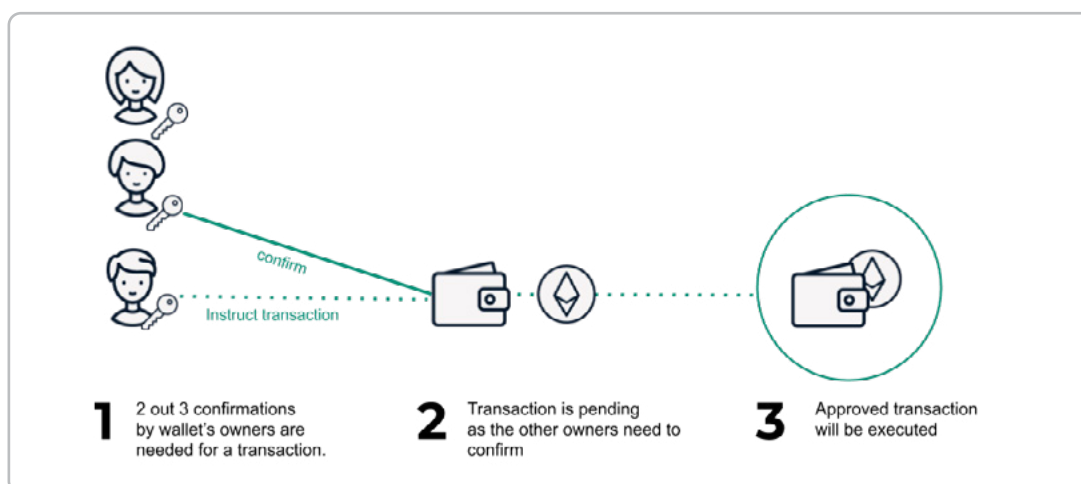 confirm
Instruct transaction
1
2 out 3 confirmations
by wallet's owners are
needed for a transaction.
2
Transaction is pending
as the other owners need to
confirm
3
Approved transaction
will be executed